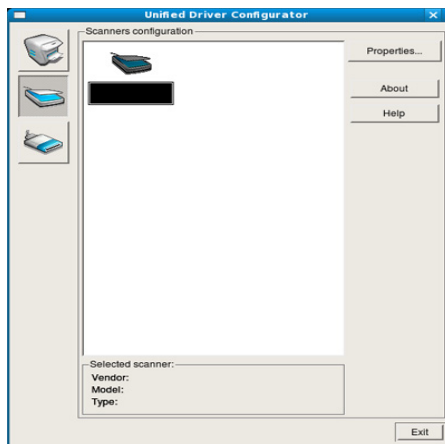 Unified Driver Configurator
Scanners configuration
Properties...
About
Help
Selected scanner:
Vendor:
Model:
Type:
Exit